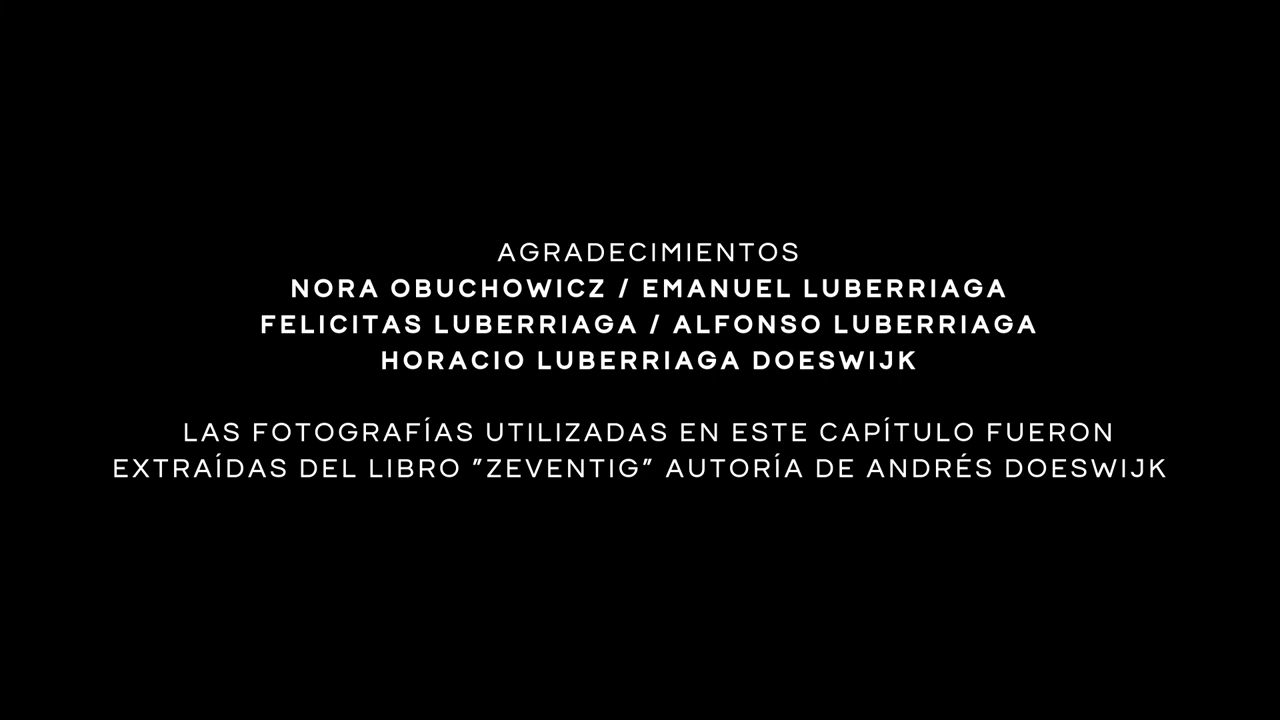 AGRADECIMIENTOS
NORA OBUCHOWICZ / EMANUEL LUBERRIAGA
FELICITAS LUBERRIAGA / ALFONSO LUBERRIAGA
HORACIO LUBERRIAGA DOESWIJK
LAS FOTOGRAFÍAS UTILIZADAS EN ESTE CAPÍTULO FUERON
EXTRAÍDAS DEL LIBRO "ZEVENTIG" AUTORÍA DE ANDRÉS DOESWIJK